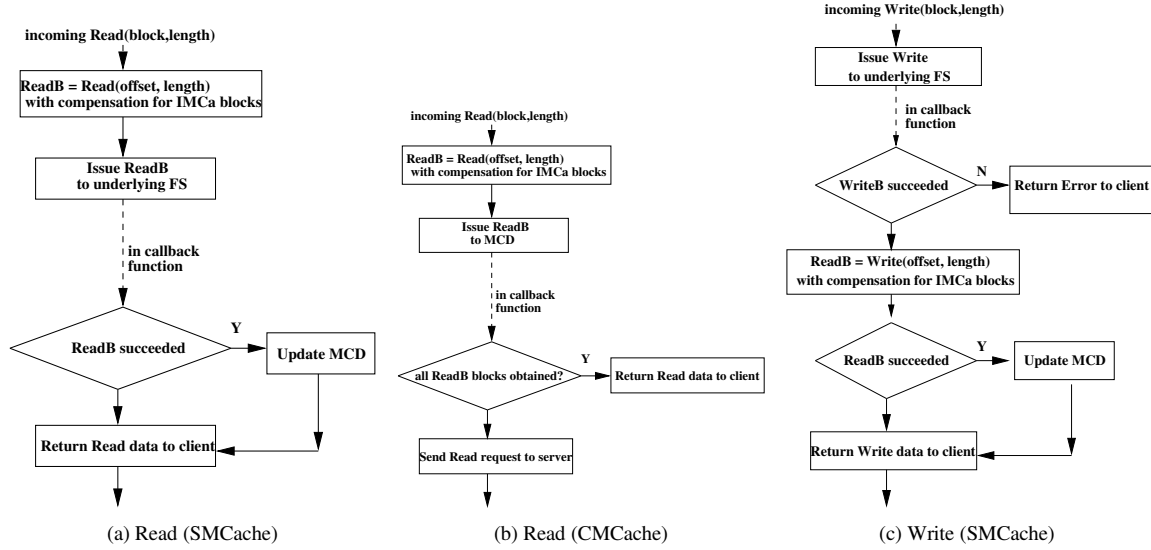 incoming Read(block,length)
ReadB = Read(offset, length)
with compensation for IMCa blocks
Issue ReadB
to underlying FS
in callback
function
ReadB succeeded
Y
Update MCD
Return Read data to client
(a) Read (SMCache)
incoming Read(block,length)
ReadB = Read(offset, length)
with compensation for IMCa blocks
Issue ReadB
to MCD
in callback
function
all ReadB blocks obtained?
Y
Return Read data to client
Send Read request to server
(b) Read (CMCache)
incoming Write(block,length)
Issue Write
to underlying FS
in callback
function
WriteB succeeded
N
Return Error to client
ReadB = Write(offset, length)
with compensation for IMCa blocks
ReadB succeeded
Y
Update MCD
Return Write data to client
(c) Write (SMCache)